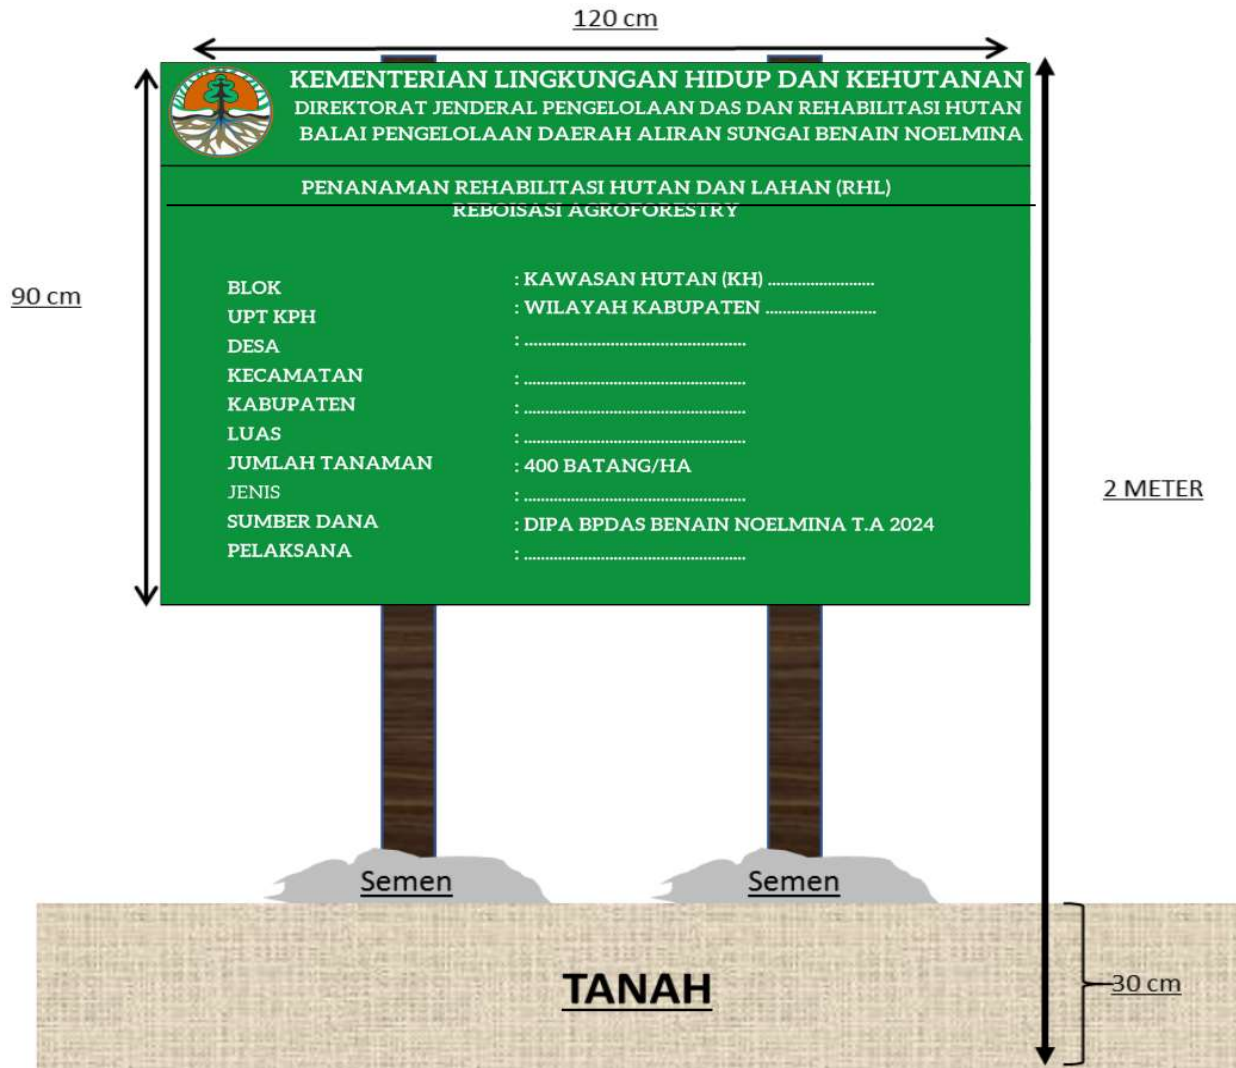 120 cm
KEMENTERIAN LINGKUNGAN HIDUP DAN KEHUTANAN
DIREKTORAT JENDERAL PENGELOLAAN DAS DAN REHABILITASI HUTAN
BALAI PENGELOLAAN DAERAH ALIRAN SUNGAI BENAIN NOELMINA
PENANAMAN REHABILITASI HUTAN DAN LAHAN (RHL)
REBOISASI AGROFORESTRY
90 cm
BLOK : KAWASAN HUTAN (KH) ..........................
UPT KPH : WILAYAH KABUPATEN ...........................
DESA : ................................................
KECAMATAN : ................................................
KABUPATEN : ................................................
LUAS : ................................................
JUMLAH TANAMAN : 400 BATANG/HA
JENIS : ................................................
SUMBER DANA : DIPA BPDAS BENAIN NOELMINA T.A 2024
PELAKSANA : ................................................
2 METER
Semen
Semen
TANAH
30 cm